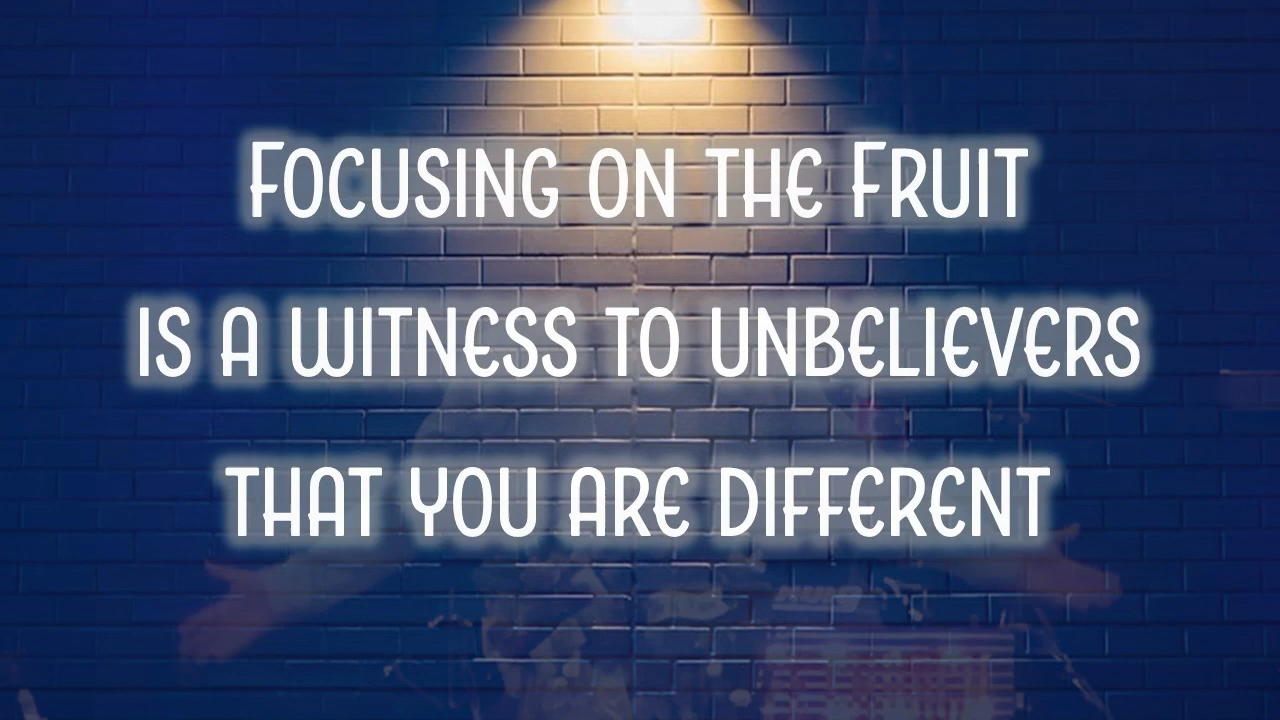 Focusing on the Fruit
is a witness to unbelievers
that you are different